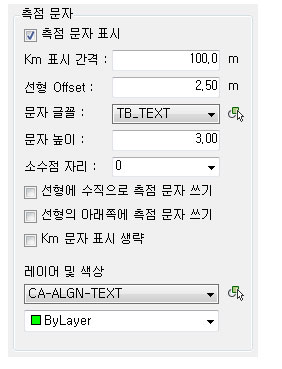 측점 문자
측점 문자 표시
Km 표시 간격 : 100,0 m
선형 Offset : 2,50 m
문자 글꼴 : TB_TEXT
문자 높이 : 3,00
소수점 자리 : 0
선형에 수직으로 측점 문자 쓰기
선형의 아래쪽에 측점 문자 쓰기
Km 문자 표시 생략
레이어 및 색상
CA-ALGN-TEXT
ByLayer